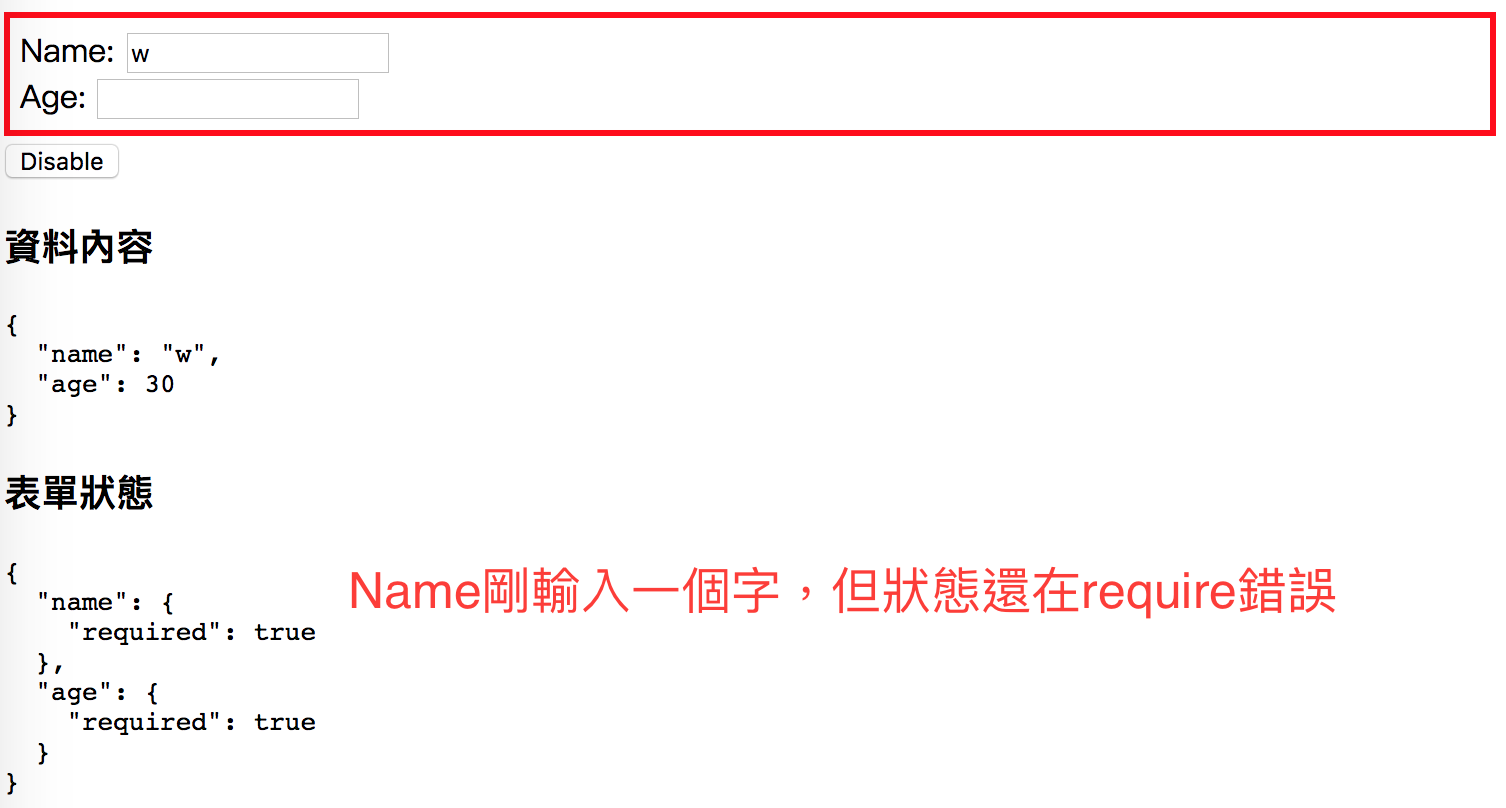 Name: w
Age:
Disable
資料內容
{
  "name": "w",
  "age": 30
}
表單狀態
{
  "name": {
    "required": true
  },
  "age": {
    "required": true
  }
}
Name剛輸入一個字，但狀態還在require錯誤